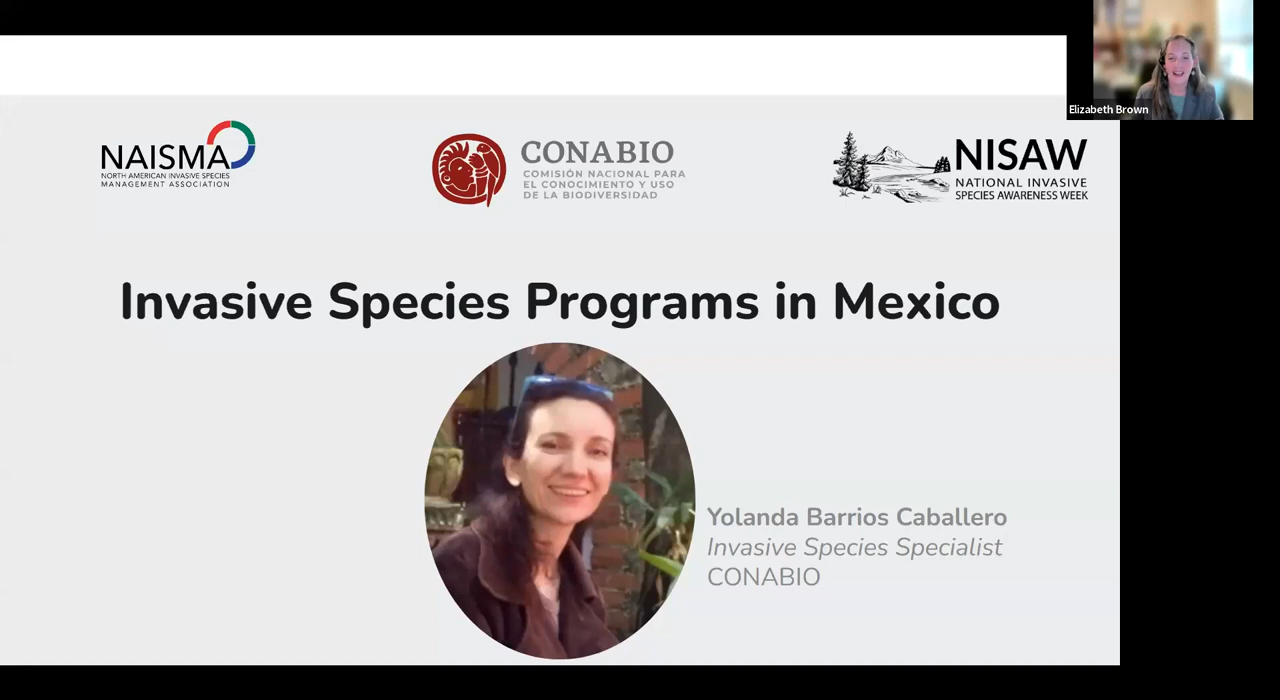 Elizabeth Brown
NAISMA
NORTH AMERICAN INVASIVE SPECIES
MANAGEMENT ASSOCIATION
CONABIO
COMISIÓN NACIONAL PARA
EL CONOCIMIENTO Y USO
DE LA BIODIVERSIDAD
NISAW
NATIONAL INVASIVE
SPECIES AWARENESS WEEK
Invasive Species Programs in Mexico
Yolanda Barrios Caballero
Invasive Species Specialist
CONABIO